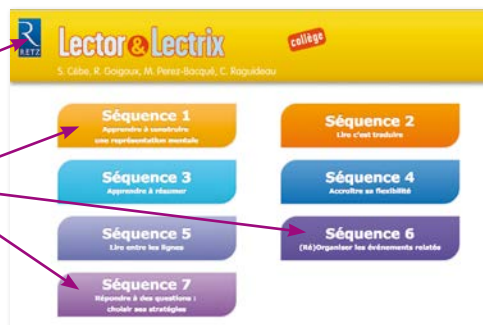 R
RETZ
Lector & Lectrix
collège
S. Cèbe, R. Goigoux, M. Perez-Bacqué, C. Raguideau
Séquence 1
Apprendre à construire
une représentation mentale
Séquence 2
Lire c'est traduire
Séquence 3
Apprendre à résumer
Séquence 4
Accroître sa flexibilité
Séquence 5
Lire entre les lignes
Séquence 6
(Ré)Organiser les événements relatés
Séquence 7
Répondre à des questions :
choisir ses stratégies